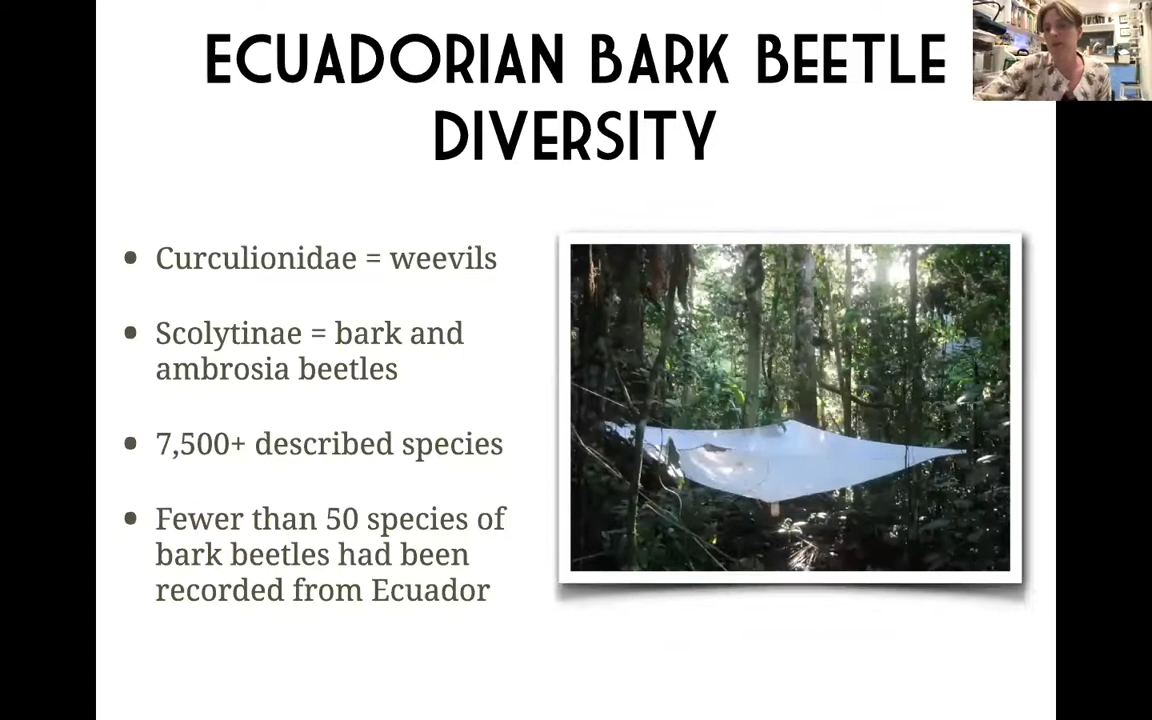 ECUADORIAN BARK BEETLE
DIVERSITY
• Curculionidae = weevils
• Scolytinae = bark and
ambrosia beetles
• 7,500+ described species
• Fewer than 50 species of
bark beetles had been
recorded from Ecuador